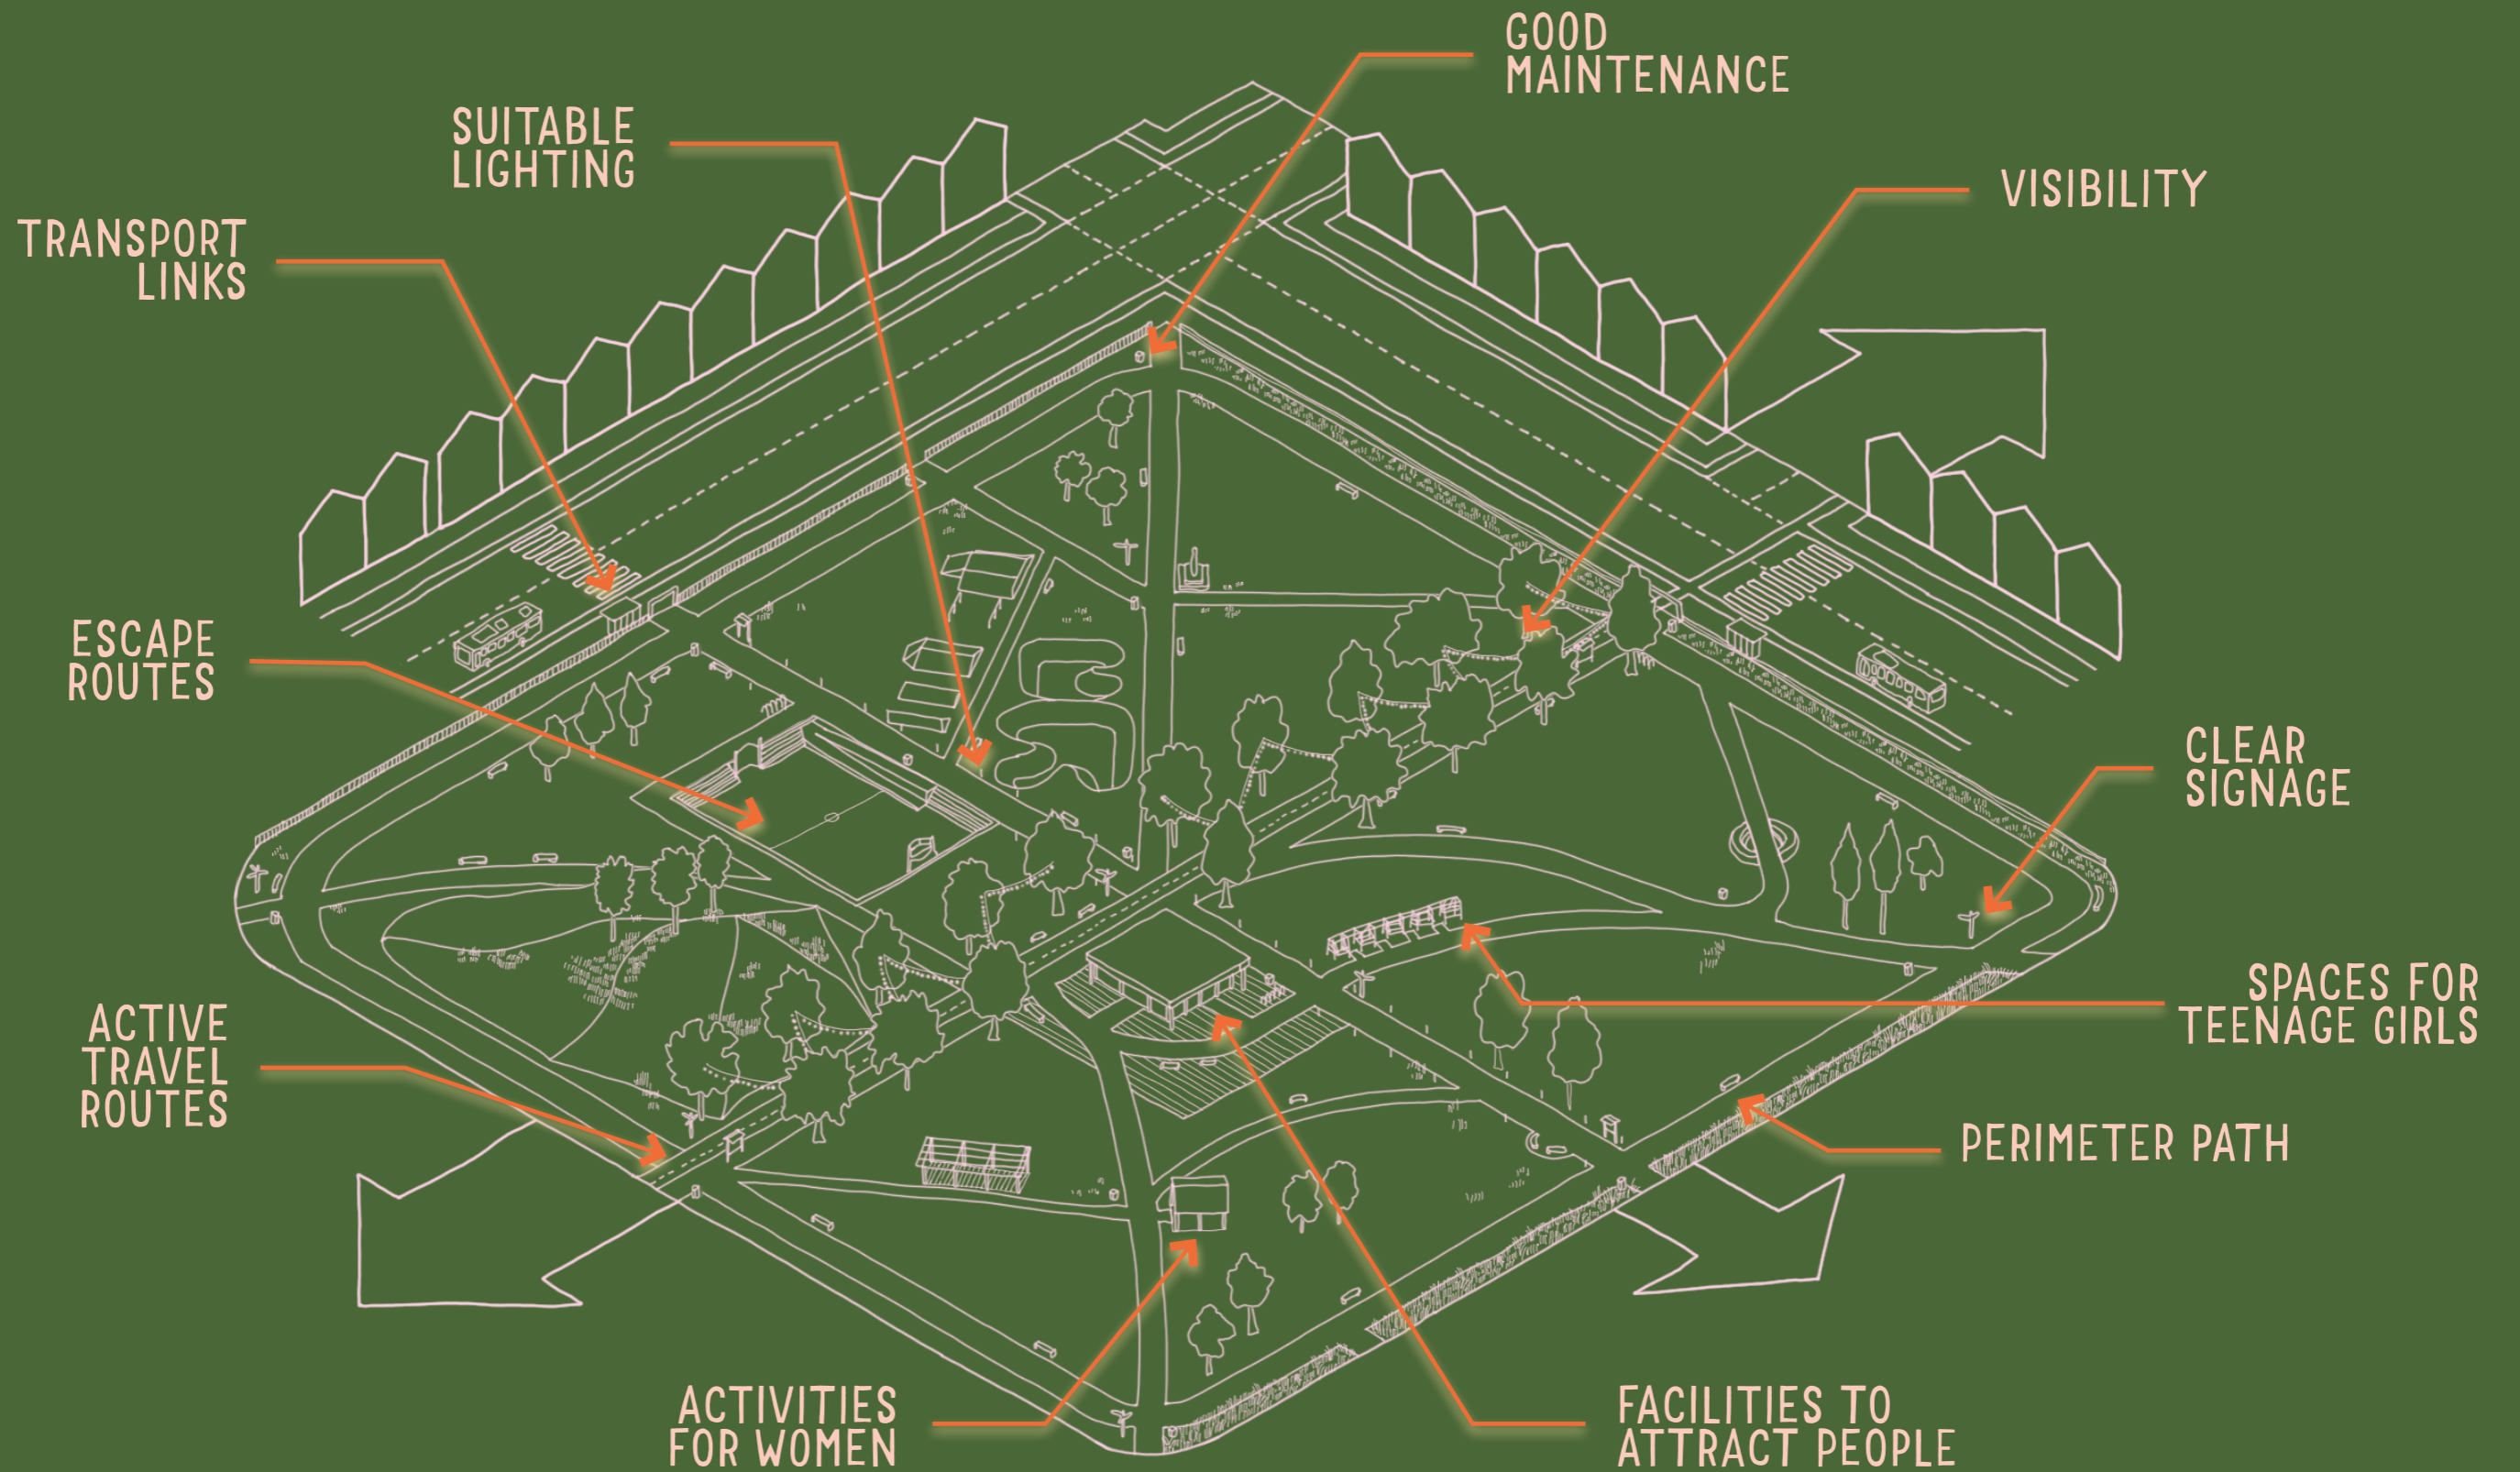 GOOD
MAINTENANCE
SUITABLE
LIGHTING
VISIBILITY
TRANSPORT
LINKS
ESCAPE
ROUTES
CLEAR
SIGNAGE
SPACES FOR
TEENAGE GIRLS
ACTIVE
TRAVEL
ROUTES
PERIMETER PATH
ACTIVITIES
FOR WOMEN
FACILITIES TO
ATTRACT PEOPLE